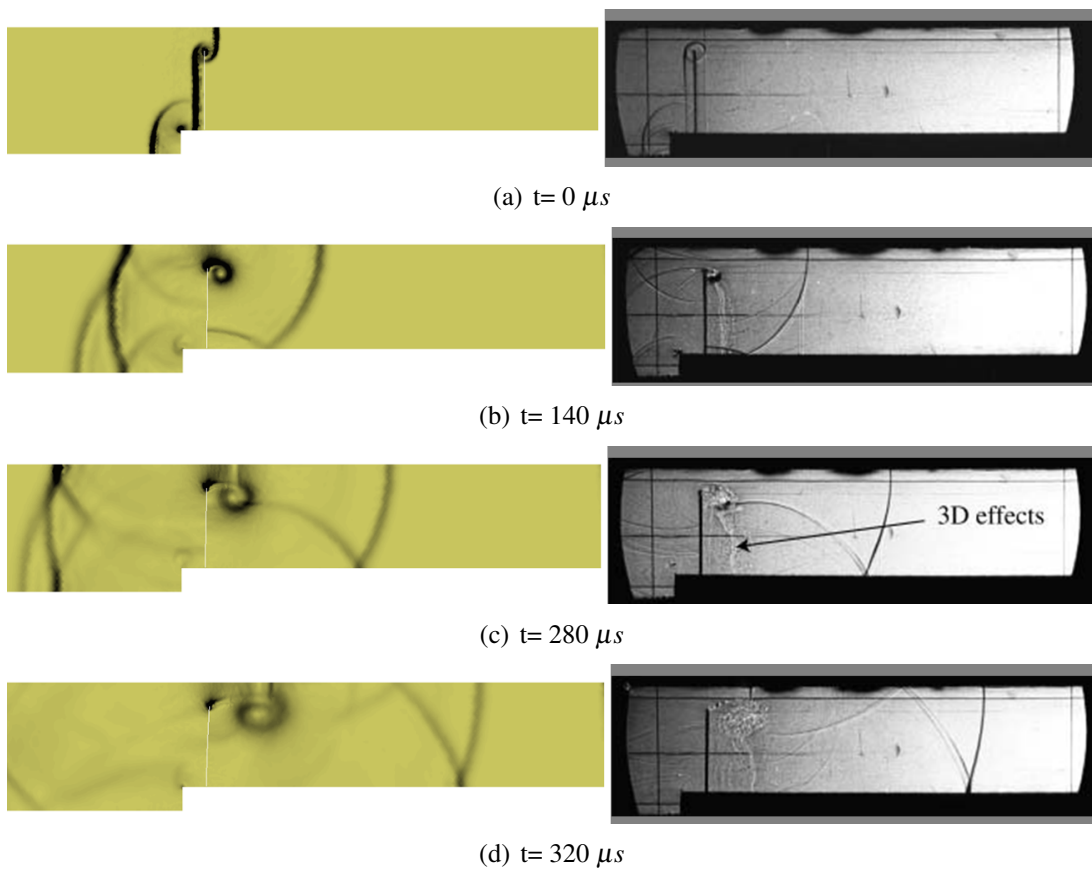 (a) t= 0 μs
(b) t= 140 μs
3D effects
(c) t= 280 μs
(d) t= 320 μs